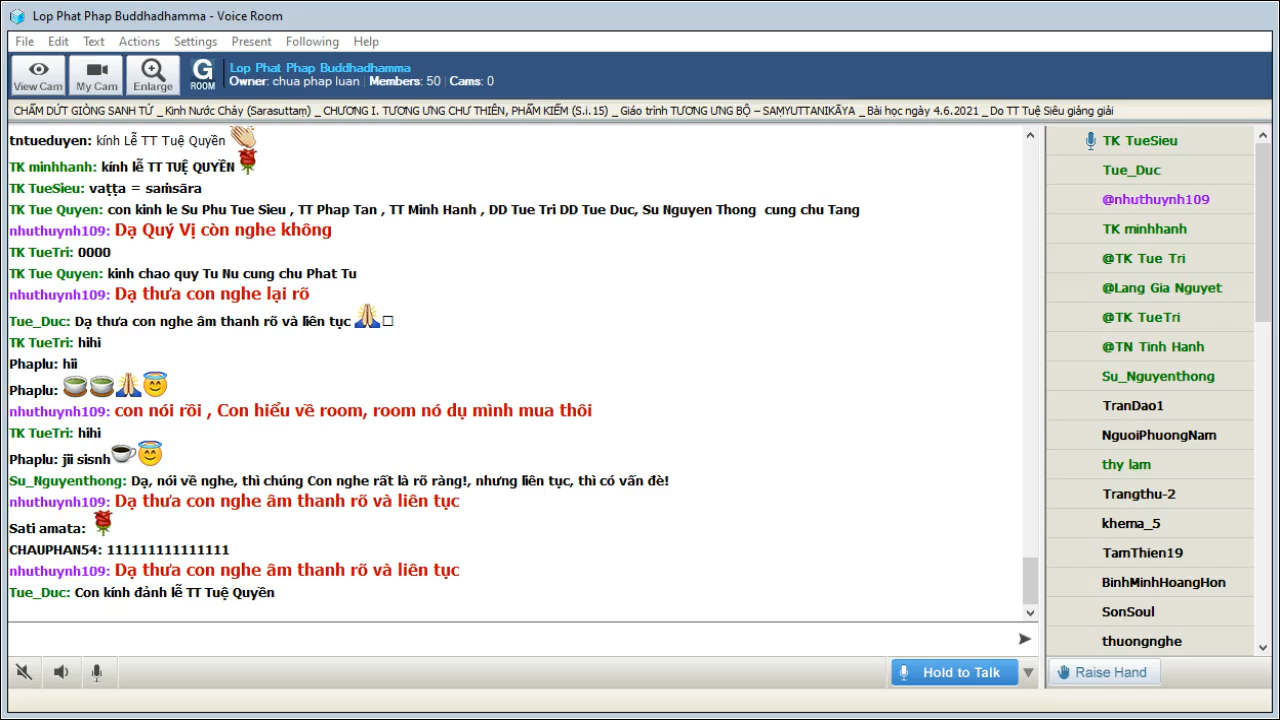 Lop Phat Phap Buddhadhamma - Voice Room
File Edit Text Actions Settings Present Following Help
View Cam My Cam Enlarge G ROOM
Lop Phat Phap Buddhadhamma
Owner: chua phap luan Members: 50 Cams: 0
CHẤM DỨT GIÒNG SANH TỬ _ Kinh Nước Chảy (Sarasuttaṃ) _ CHƯƠNG I. TƯƠNG ƯNG CHƯ THIÊN, PHẨM KIẾM (S.i.15) _ Giáo trình TƯƠNG ƯNG BỘ – SAṂYUTTANIKĀYA _ Bài học ngày 4.6.2021 _ Do TT Tuệ Siêu giảng giải
tntueduyen: kính Lễ TT Tuệ Quyền
TK minhhanh: kính lễ TT TUỆ QUYỀN
TK TueSieu: vaṭṭa = saṁsāra
TK Tue Quyen: con kinh le Su Phu Tue Sieu , TT Phap Tan , TT Minh Hanh , DD Tue Tri DD Tue Duc, Su Nguyen Thong cung chu Tang
nhuthuynh109: Dạ Quý Vị còn nghe không
TK TueTri: 0000
TK Tue Quyen: kinh chao quy Tu Nu cung chu Phat Tu
nhuthuynh109: Dạ thưa con nghe lại rõ
Tue_Duc: Dạ thưa con nghe âm thanh rõ và liên tục
TK TueTri: hihi
Phaplu: hii
Phaplu:
nhuthuynh109: con nói rồi , Con hiểu về room, room nó dụ mình mua thôi
TK TueTri: hihi
Phaplu: jii sisnh
Su_Nguyenthong: Dạ, nói về nghe, thì chúng Con nghe rất là rõ ràng!, nhưng liên tục, thì có vấn đè!
nhuthuynh109: Dạ thưa con nghe âm thanh rõ và liên tục
Sati amata:
CHAUPHAN54: 111111111111111
nhuthuynh109: Dạ thưa con nghe âm thanh rõ và liên tục
Tue_Duc: Con kính đảnh lễ TT Tuệ Quyền
Hold to Talk
TK TueSieu
Tue_Duc
@nhuthuynh109
TK minhhanh
@TK Tue Tri
@Lang Gia Nguyet
@TK TueTri
@TN Tinh Hanh
Su_Nguyenthong
TranDao1
NguoiPhuongNam
thy lam
Trangthu-2
khema_5
TamThien19
BinhMinhHoangHon
SonSoul
thuongnghe
Raise Hand